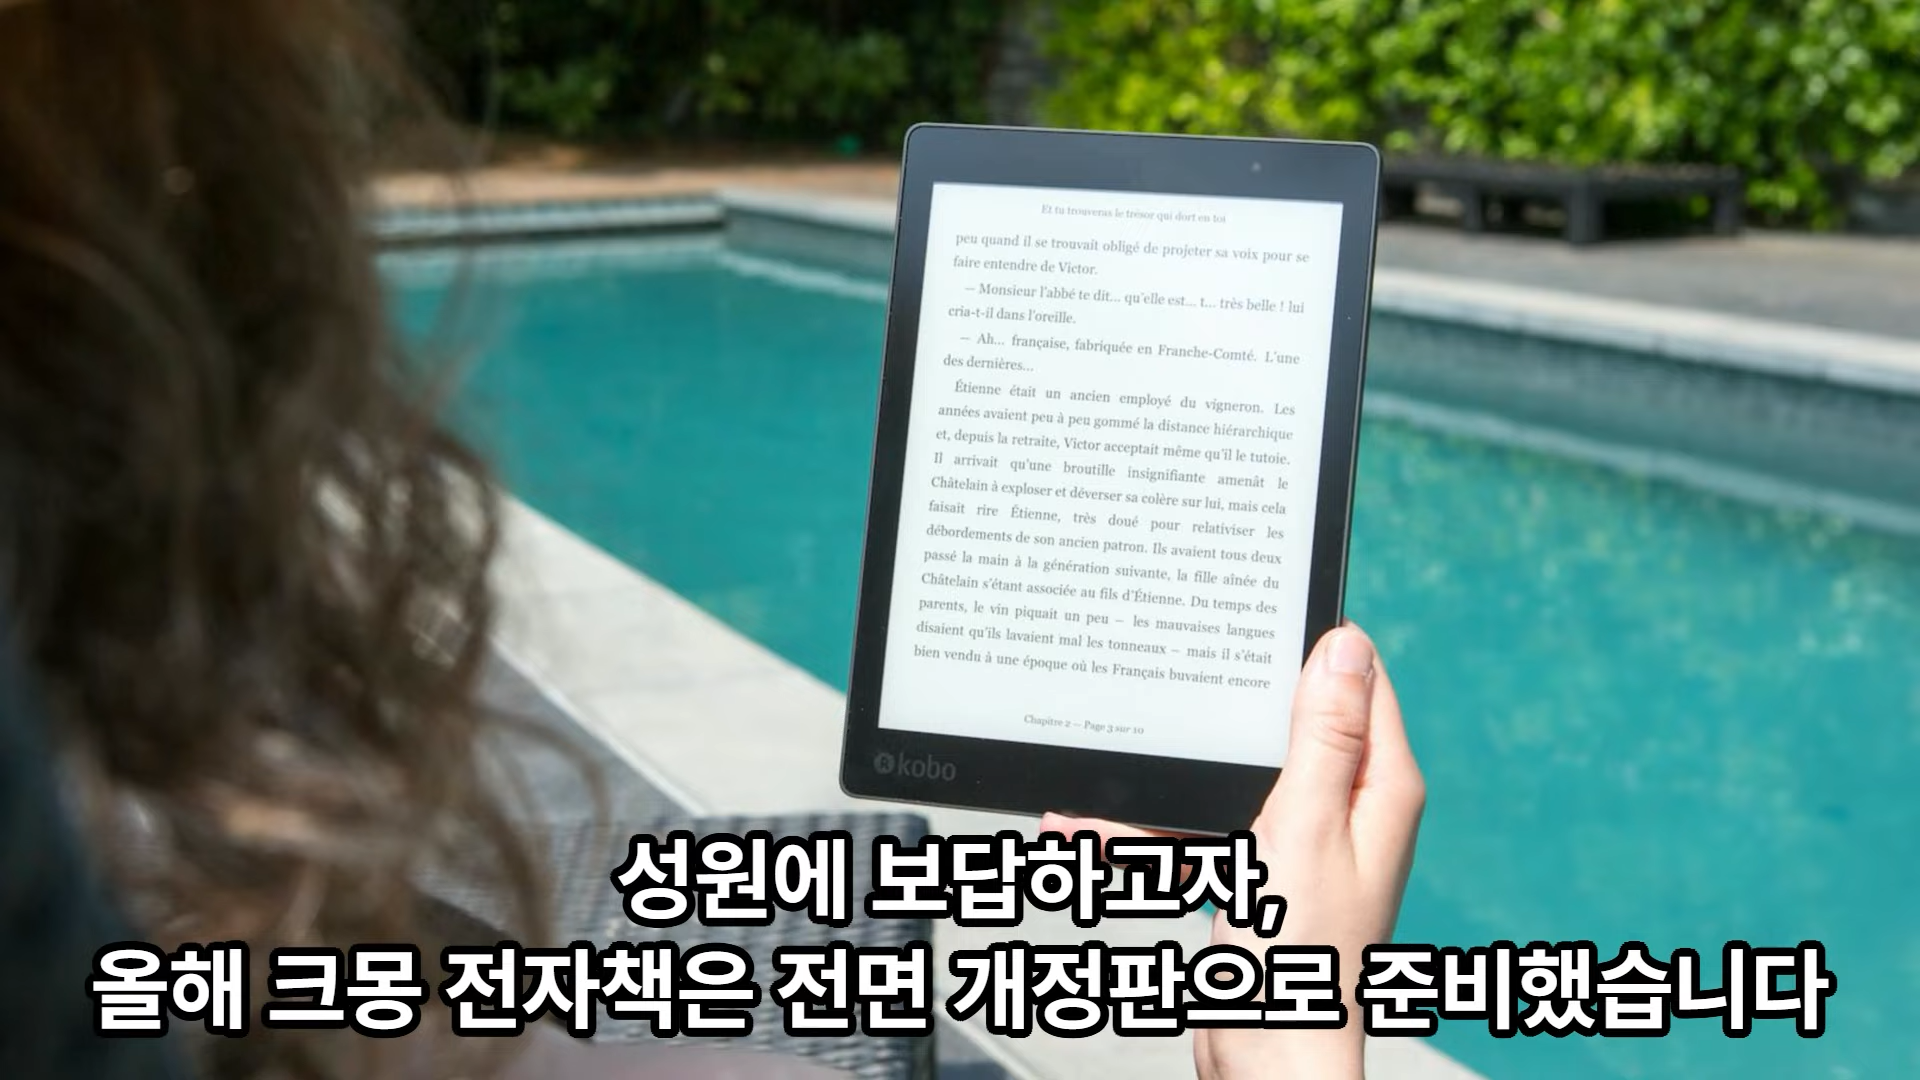 Et tu trouveras le trésor qui dort en toi
peu quand il se trouvait obligé de projeter sa voix pour se
faire entendre de Victor.
– Monsieur l'abbé te dit... qu'elle est... t... très belle ! lui
cria-t-il dans l'oreille.
– Ah... française, fabriquée en Franche-Comté. L'une
des dernières...
Étienne était un ancien employé du vigneron. Les
années avaient peu à peu gommé la distance hiérarchique
et, depuis la retraite, Victor acceptait même qu'il le tutoie.
Il arrivait qu'une broutille insignifiante amenât le
Châtelain à exploser et déverser sa colère sur lui, mais cela
faisait rire Étienne, très doué pour relativiser les
débordements de son ancien patron. Ils avaient tous deux
passé la main à la génération suivante, la fille aînée du
Châtelain s'étant associée au fils d'Étienne. Du temps des
parents, le vin piquait un peu – les mauvaises langues
disaient qu'ils lavaient mal les tonneaux – mais il s'était
bien vendu à une époque où les Français buvaient encore
Chapitre 2 – Page 3 sur 10
kobo
성원에 보답하고자,
올해 크몽 전자책은 전면 개정판으로 준비했습니다